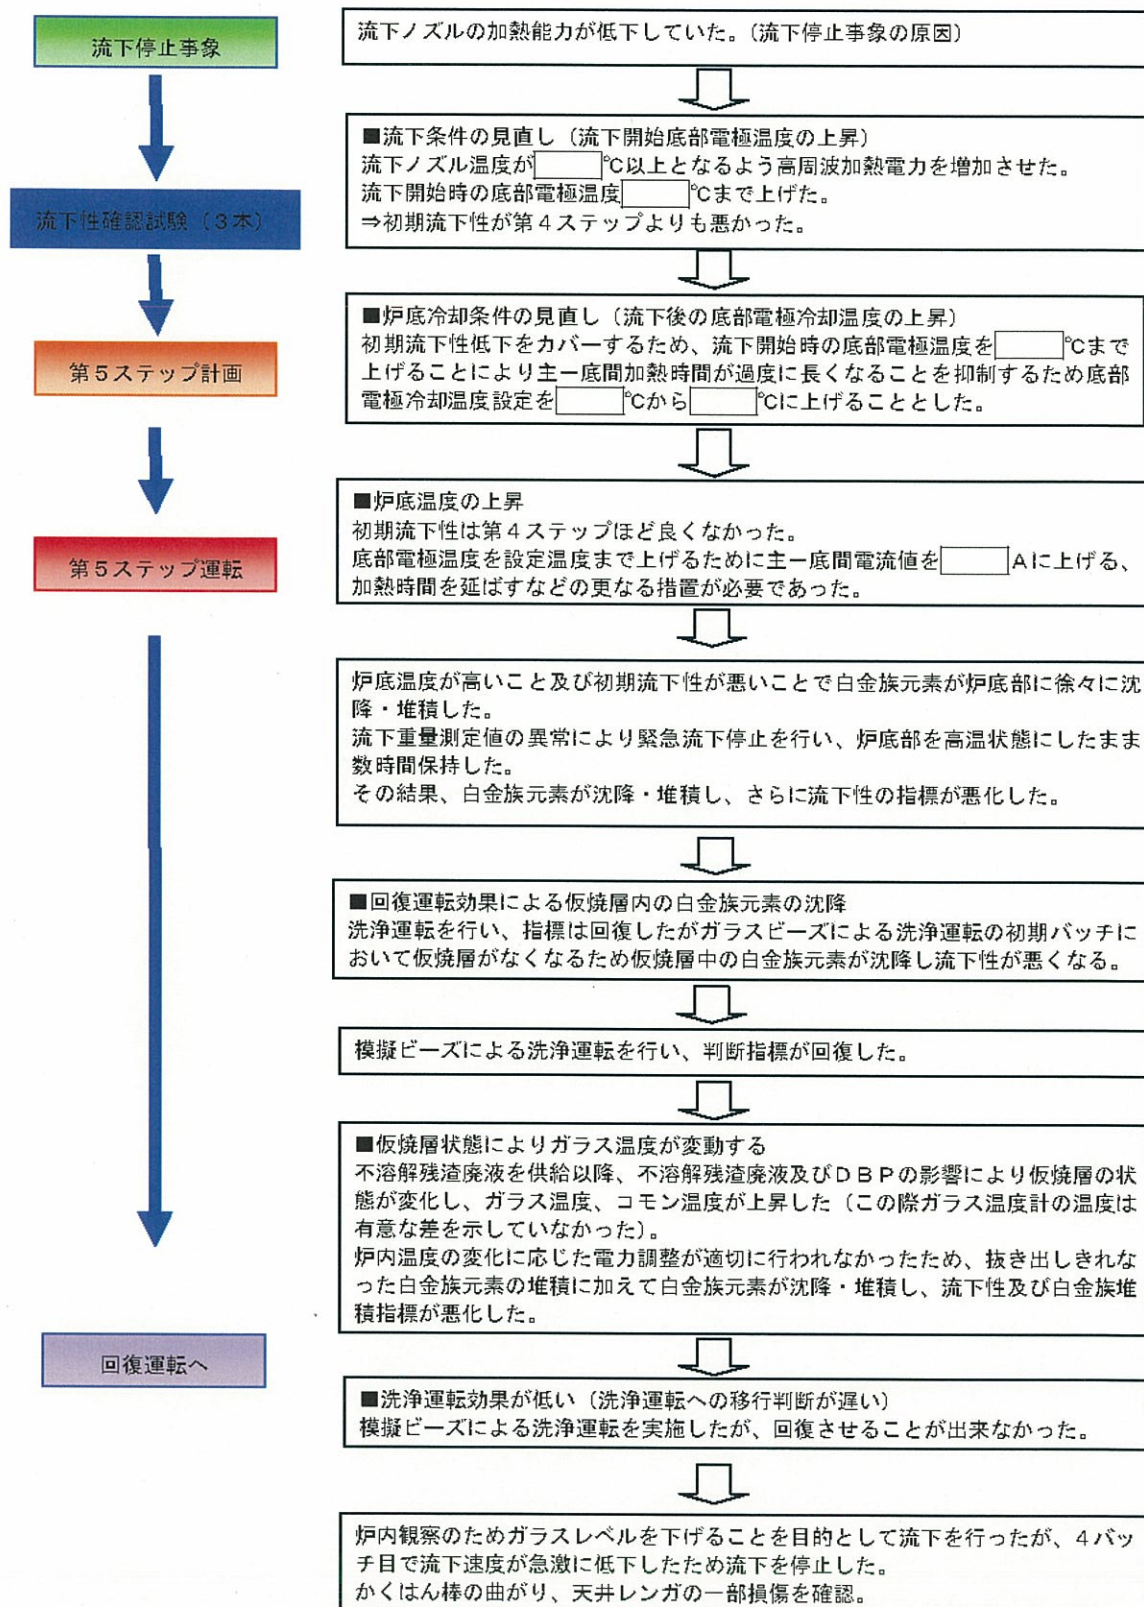 流下停止事象
流下ノズルの加熱能力が低下していた。（流下停止事象の原因）
■流下条件の見直し（流下開始底部電極温度の上昇）
流下ノズル温度が　　℃以上となるよう高周波加熱電力を増加させた。
流下開始時の底部電極温度　　℃まで上げた。
⇒初期流下性が第４ステップよりも悪かった。
流下性確認試験（３本）
■炉底冷却条件の見直し（流下後の底部電極冷却温度の上昇）
初期流下性低下をカバーするため、流下開始時の底部電極温度を　　℃まで
上げることにより主－底間加熱時間が過度に長くなることを抑制するため底部
電極冷却温度設定を　　℃から　　℃に上げることとした。
第５ステップ計画
■炉底温度の上昇
初期流下性は第４ステップほど良くなかった。
底部電極温度を設定温度まで上げるために主－底間電流値を　　Ａに上げる、
加熱時間を延ばすなどの更なる措置が必要であった。
第５ステップ運転
炉底温度が高いこと及び初期流下性が悪いことで白金族元素が炉底部に徐々に沈
降・堆積した。
流下重量測定値の異常により緊急流下停止を行い、炉底部を高温状態にしたまま
数時間保持した。
その結果、白金族元素が沈降・堆積し、さらに流下性の指標が悪化した。
■回復運転効果による仮焼層内の白金族元素の沈降
洗浄運転を行い、指標は回復したがガラスビーズによる洗浄運転の初期バッチに
おいて仮焼層がなくなるため仮焼層中の白金族元素が沈降し流下性が悪くなる。
模擬ビーズによる洗浄運転を行い、判断指標が回復した。
■仮焼層状態によりガラス温度が変動する
不溶解残渣廃液を供給以降、不溶解残渣廃液及びＤＢＰの影響により仮焼層の状
態が変化し、ガラス温度、コモン温度が上昇した（この際ガラス温度計の温度は
有意な差を示していなかった）。
炉内温度の変化に応じた電力調整が適切に行われなかったため、抜き出しきれな
った白金族元素の堆積に加えて白金族元素が沈降・堆積し、流下性及び白金族堆
積指標が悪化した。
回復運転へ
■洗浄運転効果が低い（洗浄運転への移行判断が遅い）
模擬ビーズによる洗浄運転を実施したが、回復させることが出来なかった。
炉内観察のためガラスレベルを下げることを目的として流下を行ったが、４バッ
チ目で流下速度が急激に低下したため流下を停止した。
かくはん棒の曲がり、天井レンガの一部損傷を確認。